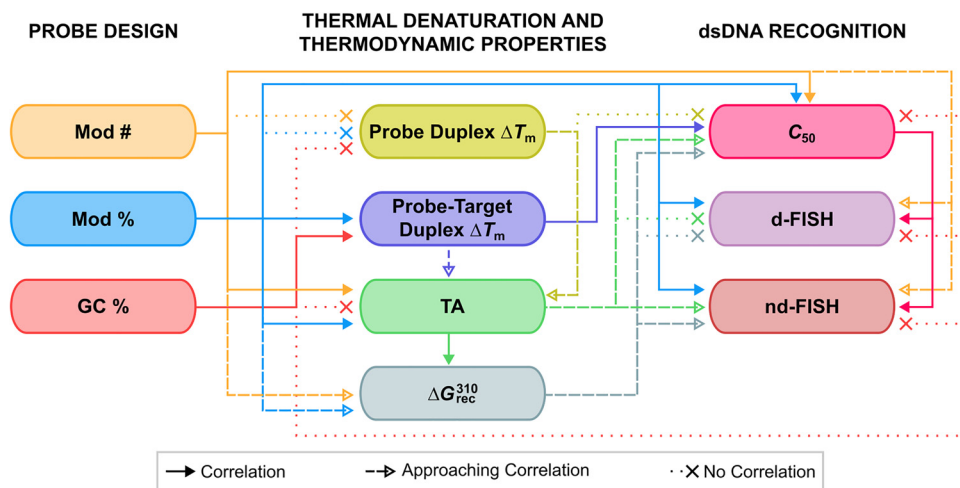 PROBE DESIGN
THERMAL DENATURATION AND
THERMODYNAMIC PROPERTIES
dsDNA RECOGNITION
Mod #
Probe Duplex ΔTm
C50
Mod %
Probe-Target
Duplex ΔTm
d-FISH
GC %
TA
nd-FISH
ΔG310rec
Correlation
Approaching Correlation
No Correlation